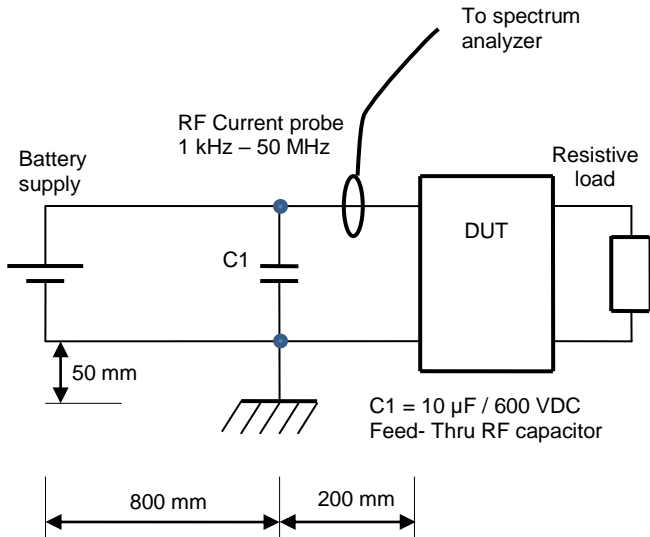 To spectrum
analyzer
RF Current probe
1 kHz – 50 MHz
Battery
supply
Resistive
load
DUT
C1
50 mm
C1 = 10 µF / 600 VDC
Feed- Thru RF capacitor
800 mm
200 mm